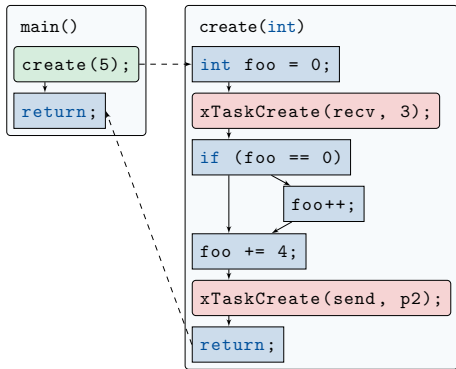 main()
create(5);
return;
create(int)
int foo = 0;
xTaskCreate(recv, 3);
if (foo == 0)
foo++;
foo += 4;
xTaskCreate(send, p2);
return;